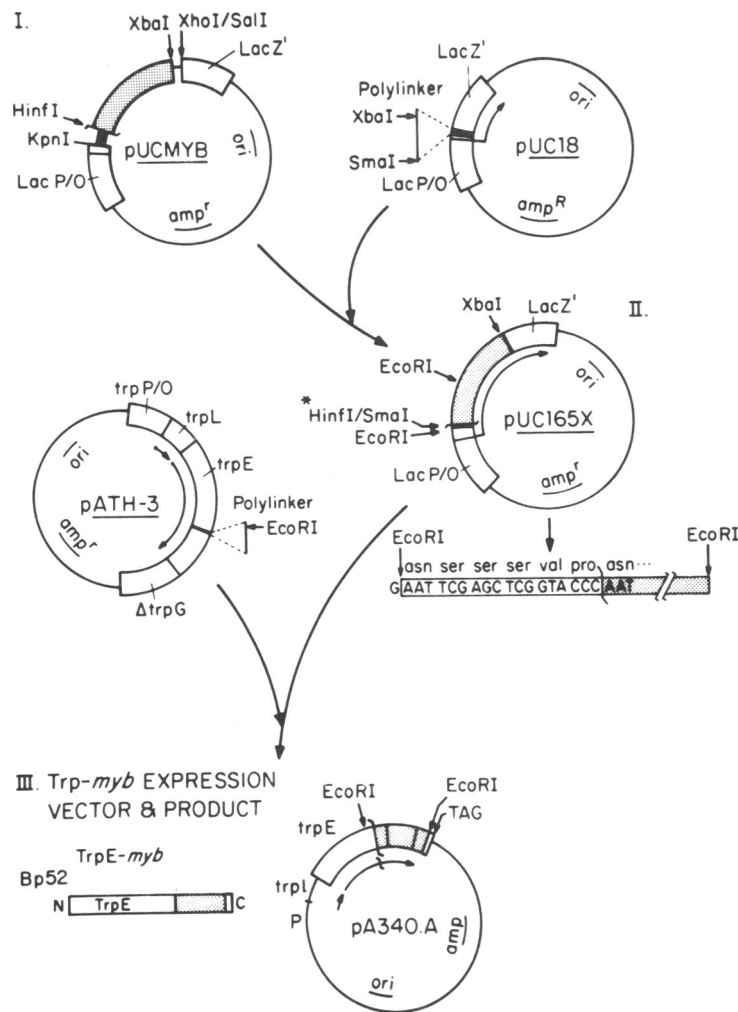 I.
XbaI XhoI/SalI
LacZ'
HinfI
KpnI
pUCMYB
ori
Lac P/O
amp^r
LacZ'
Polylinker
XbaI
SmaI
ori
pUC18
LacP/O
amp^R
II.
XbaI LacZ'
EcoRI
ori
*HinfI/SmaI
EcoRI
pUC165X
Lac P/O
amp^r
trpP/O
trpL
trpE
ori
pATH-3
amp^r
Polylinker
EcoRI
ΔtrpG
EcoRI EcoRI
asn ser ser ser val pro asn ...
G AAT TCG AGC TCG GTA CCC AAT
III. Trp-myb EXPRESSION
VECTOR & PRODUCT
TrpE-myb
Bp52
N TrpE C
EcoRI
EcoRI
TAG
trpE
trpl
P
pA340.A
amp
ori